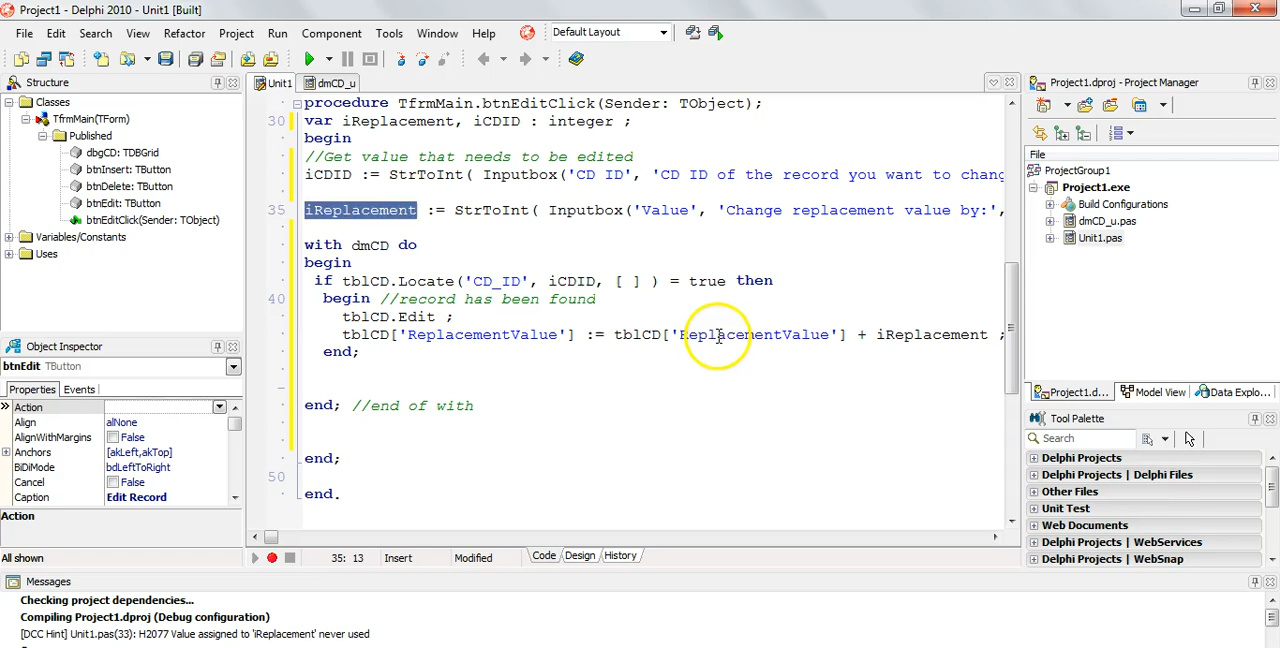 Project1 - Delphi 2010 - Unit1 [Built]
File Edit Search View Refactor Project Run Component Tools Window Help Default Layout
Structure
Classes
TfrmMain(TForm)
Published
dbgCD: TDBGrid
btnInsert: TButton
btnDelete: TButton
btnEdit: TButton
btnEditClick(Sender: TObject)
Variables/Constants
Uses
Object Inspector
btnEdit TButton
Properties Events
Action
Align alNone
AlignWithMargins False
Anchors [akLeft,akTop]
BiDiMode bdLeftToRight
Cancel False
Caption Edit Record
Action
All shown
Unit1 dmCD_u
procedure TfrmMain.btnEditClick(Sender: TObject);
30 var iReplacement, iCDID : integer ;
begin
//Get value that needs to be edited
iCDID := StrToInt( Inputbox('CD ID', 'CD ID of the record you want to chang
35 iReplacement := StrToInt( Inputbox('Value', 'Change replacement value by:',
with dmCD do
begin
if tblCD.Locate('CD_ID', iCDID, [ ] ) = true then
40 begin //record has been found
tblCD.Edit ;
tblCD['ReplacementValue'] := tblCD['ReplacementValue'] + iReplacement ;
end;
end; //end of with
end;
50
end.
35: 13 Insert Modified Code Design History
Project1.dproj - Project Manager
File
ProjectGroup1
Project1.exe
Build Configurations
dmCD_u.pas
Unit1.pas
Project1.d... Model View Data Explo...
Tool Palette
Search
Delphi Projects
Delphi Projects | Delphi Files
Other Files
Unit Test
Web Documents
Delphi Projects | WebServices
Delphi Projects | WebSnap
Messages
Checking project dependencies...
Compiling Project1.dproj (Debug configuration)
[DCC Hint] Unit1.pas(33): H2077 Value assigned to 'iReplacement' never used